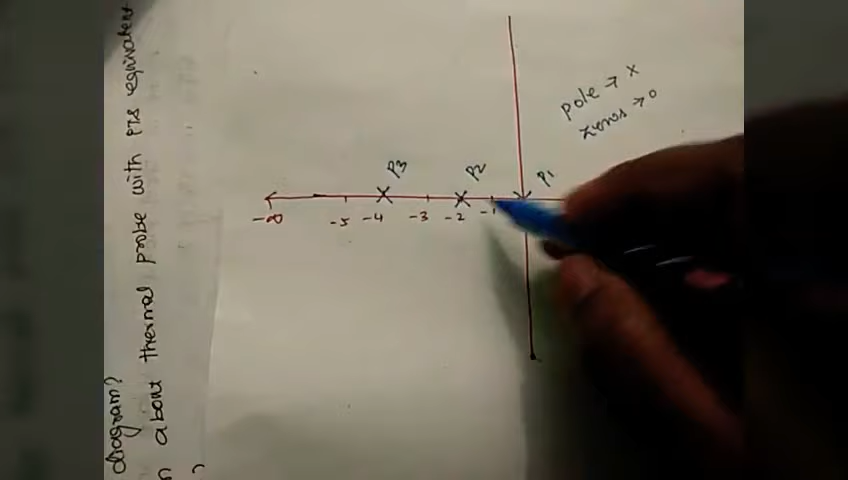 pole → x
zeros → o
P3
P2
P1
-∞
-5 -4 -3 -2 -1
diagram?
about thermal probe with its equivalent